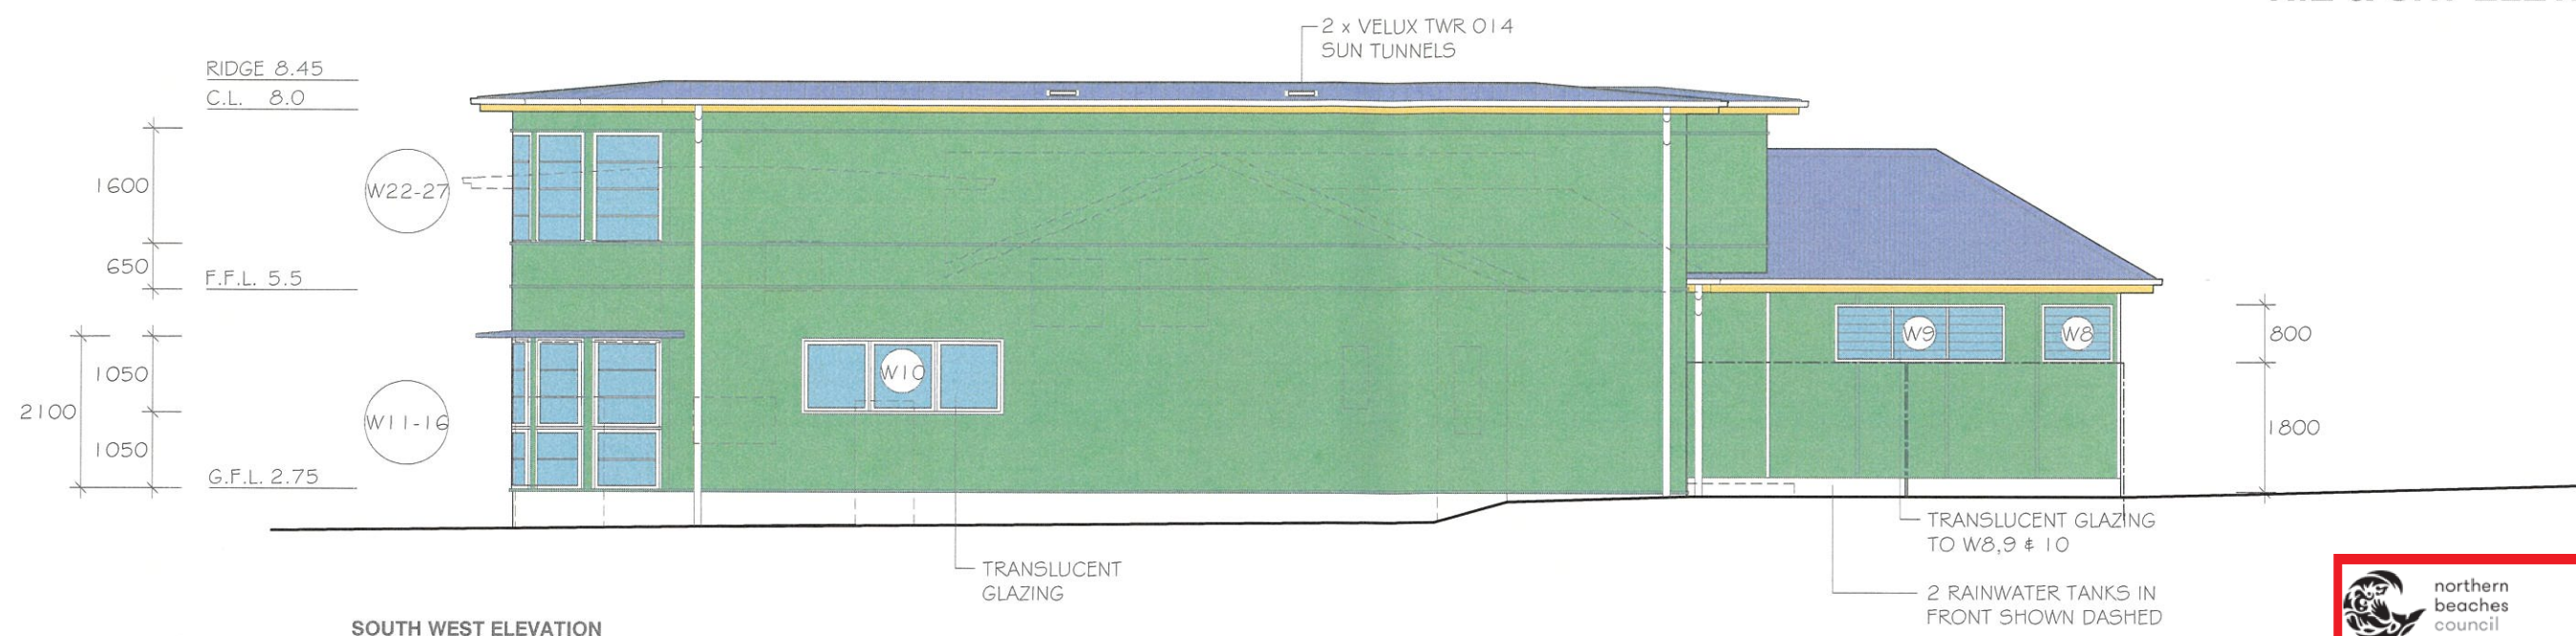 2 x VELUX TWR 014
SUN TUNNELS
RIDGE 8.45
C.L. 8.0
1600
W22-27
650
F.F.L. 5.5
W9
W8
800
1050
W10
2100
W11-16
1800
1050
G.F.L. 2.75
TRANSLUCENT GLAZING
TO W8,9 & 10
TRANSLUCENT
GLAZING
2 RAINWATER TANKS IN
FRONT SHOWN DASHED
SOUTH WEST ELEVATION
northern
beaches
council